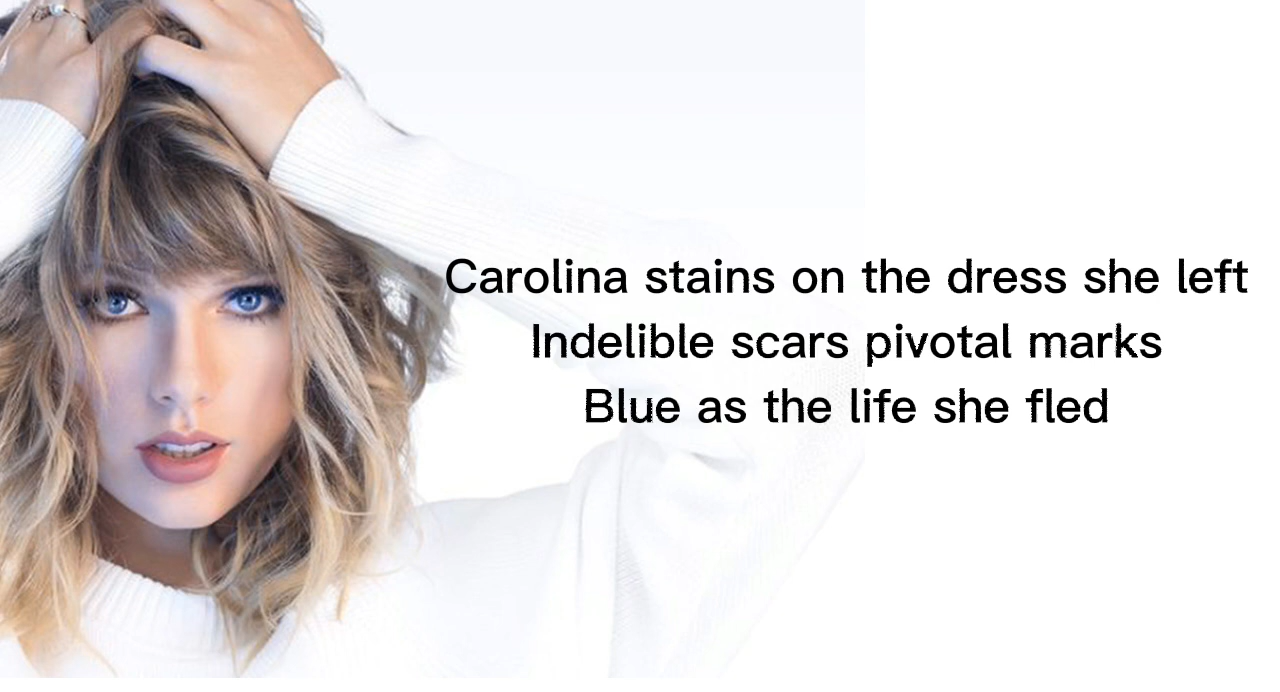 Carolina stains on the dress she left
Indelible scars pivotal marks
Blue as the life she fled